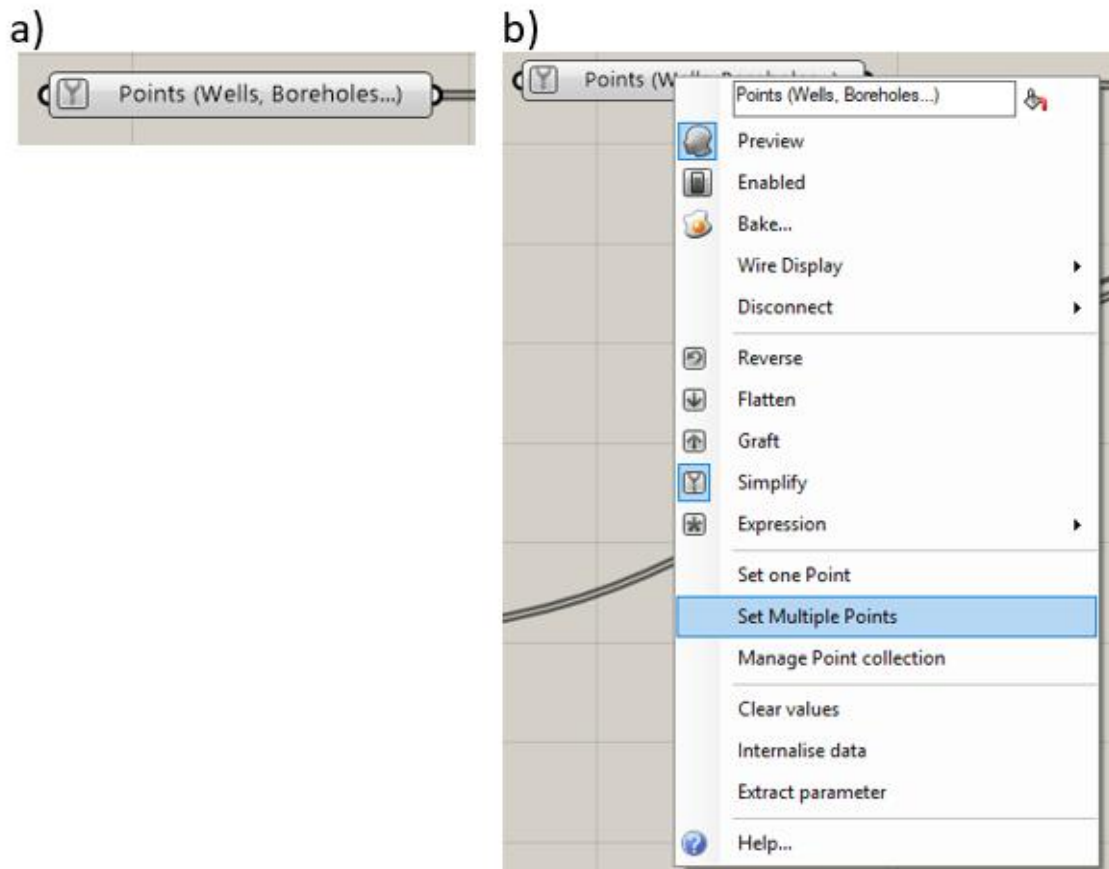 a)
Points (Wells, Boreholes...)
b)
Points (W
Points (Wells, Boreholes...)
Preview
Enabled
Bake...
Wire Display
Disconnect
Reverse
Flatten
Graft
Simplify
Expression
Set one Point
Set Multiple Points
Manage Point collection
Clear values
Internalise data
Extract parameter
Help...